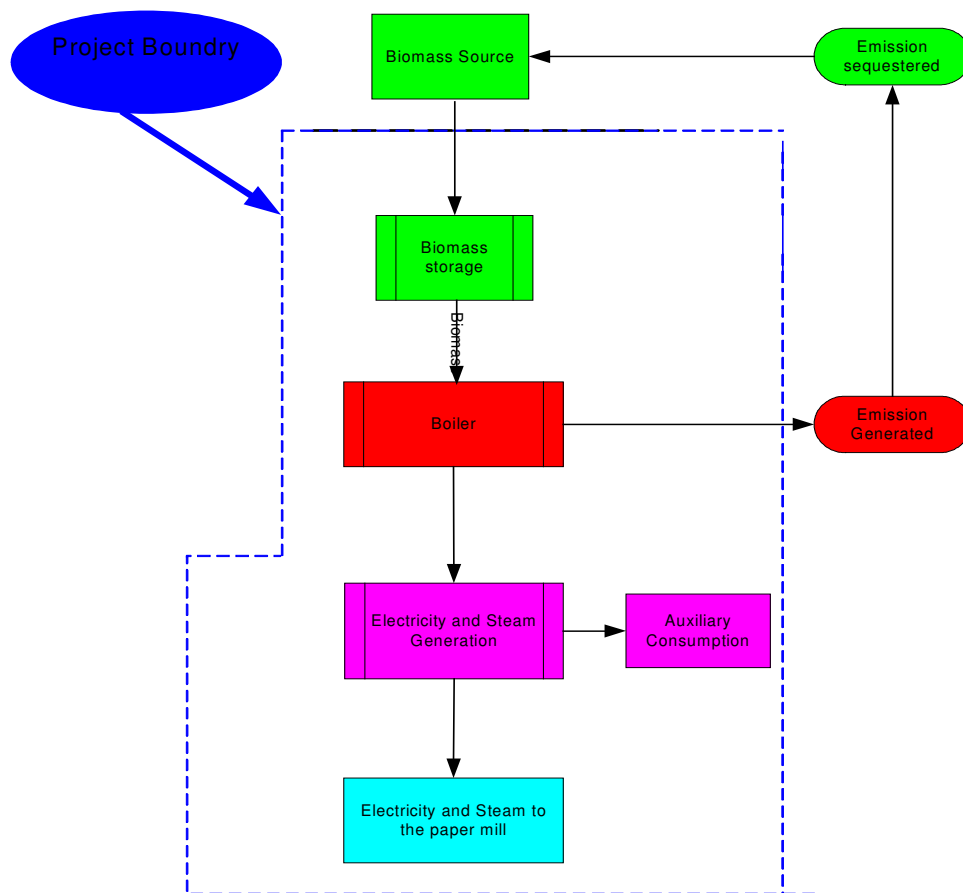 Project Boundry
Biomass Source
Emission
sequestered
Biomass
storage
Biomas
Boiler
Emission
Generated
Electricity and Steam
Generation
Auxiliary
Consumption
Electricity and Steam to
the paper mill